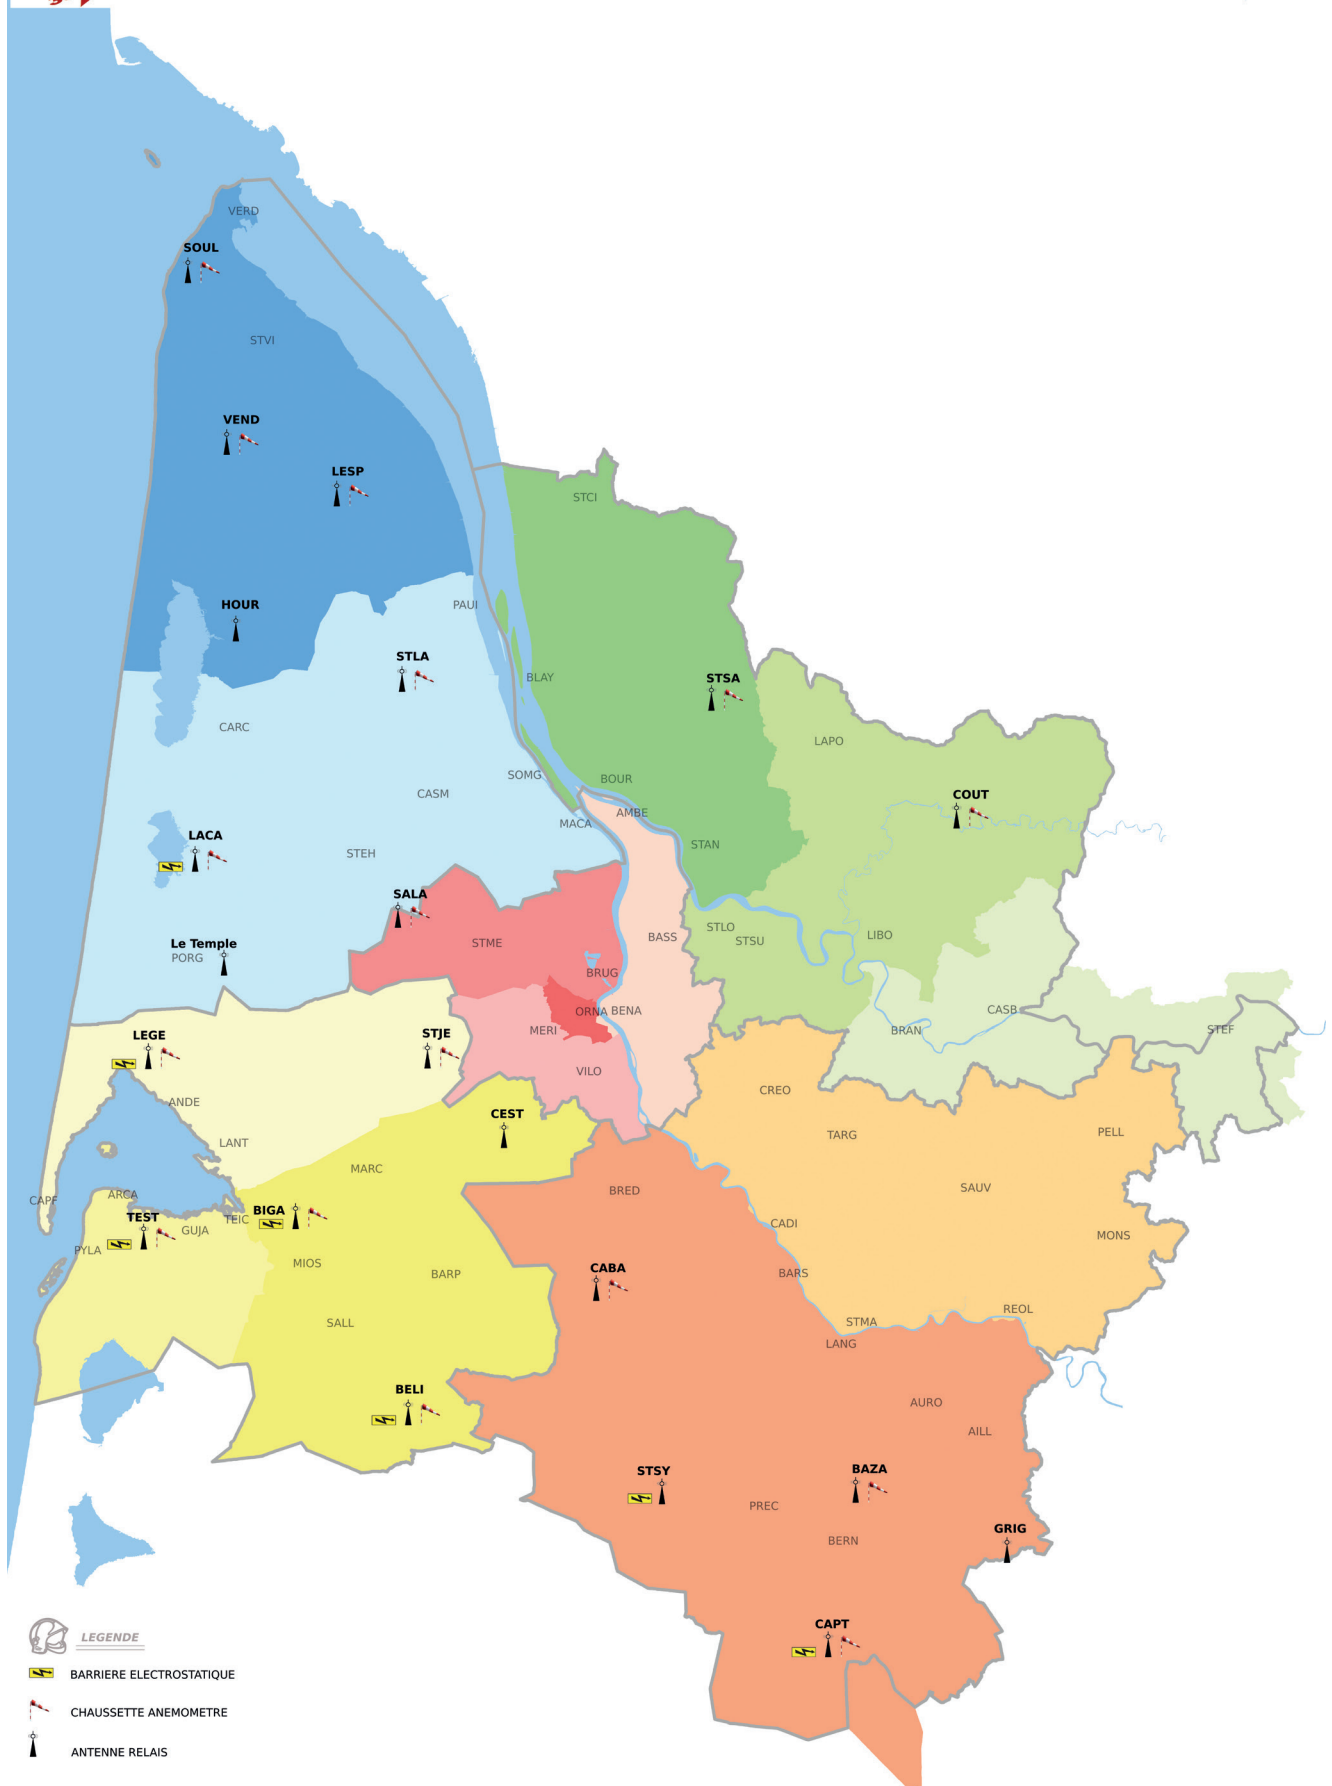 VERD
SOUL
STVI
VEND
LESP
STCI
HOUR
PAUI
STLA
BLAY
STSA
CARC
LAPO
SOMG
BOUR
CASM
COUT
AMBE
MACA
LACA
STEH
STAN
SALA
STLO
LIBO
BASS
STSU
STME
Le Temple
PORG
BRUG
ORNA
BENA
CASB
MERI
BRAN
STEF
LEGE
STJE
VILO
CREO
ANDE
CEST
TARG
PELL
LANT
MARC
BRED
SAUV
ARCA
CAPF
BIGA
TEST
TEIC
GUJA
CADI
MONS
PYLA
MIOS
CABA
BARP
BARS
REOL
SALL
STMA
LANG
BELI
AURO
AILL
STSY
BAZA
PREC
GRIG
BERN
CAPT
LEGENDE
BARRIERE ELECTROSTATIQUE
CHAUSSETTE ANEMOMETRE
ANTENNE RELAIS